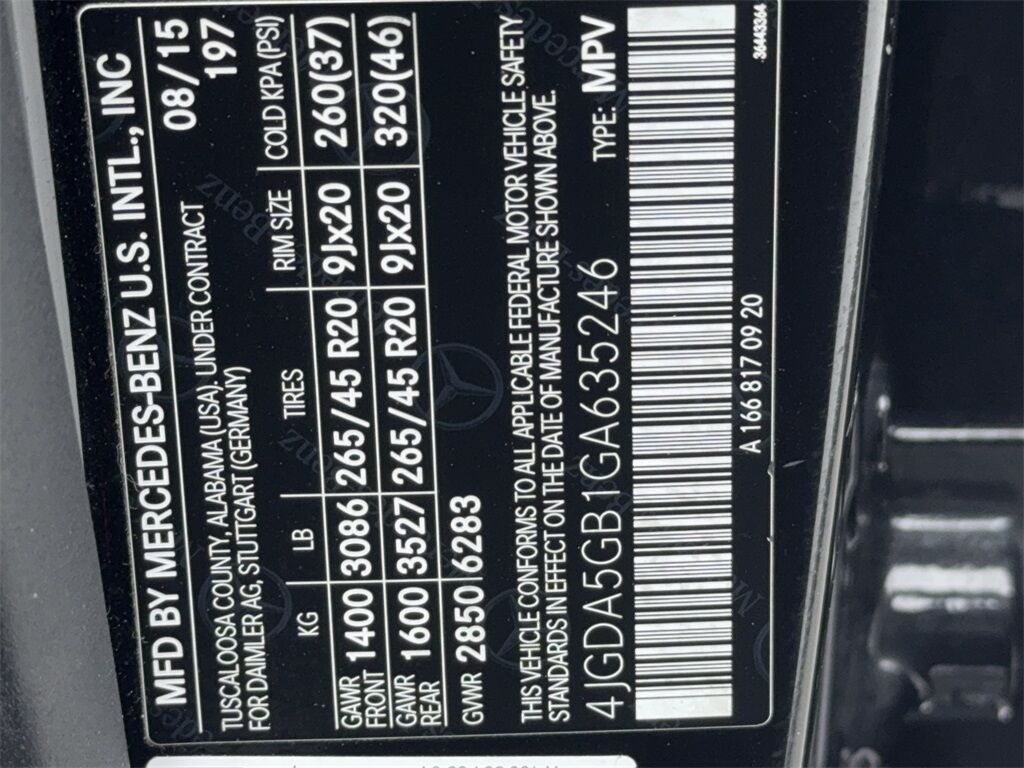 MFD BY MERCEDES-BENZ U.S. INTL., INC
TUSCALOOSA COUNTY, ALABAMA (USA). UNDER CONTRACT 08/15
FOR DAIMLER AG, STUTTGART (GERMANY) 197
KG LB TIRES RIM SIZE COLD KPA (PSI)
GAWR FRONT 1400 3086 265/45 R20 9Jx20 260(37)
GAWR REAR 1600 3527 265/45 R20 9Jx20 320(46)
GVWR 2850 6283
THIS VEHICLE CONFORMS TO ALL APPLICABLE FEDERAL MOTOR VEHICLE SAFETY
STANDARDS IN EFFECT ON THE DATE OF MANUFACTURE SHOWN ABOVE.
4JGDA5GB1GA635246 TYPE: MPV
A 166 817 09 20 36443364